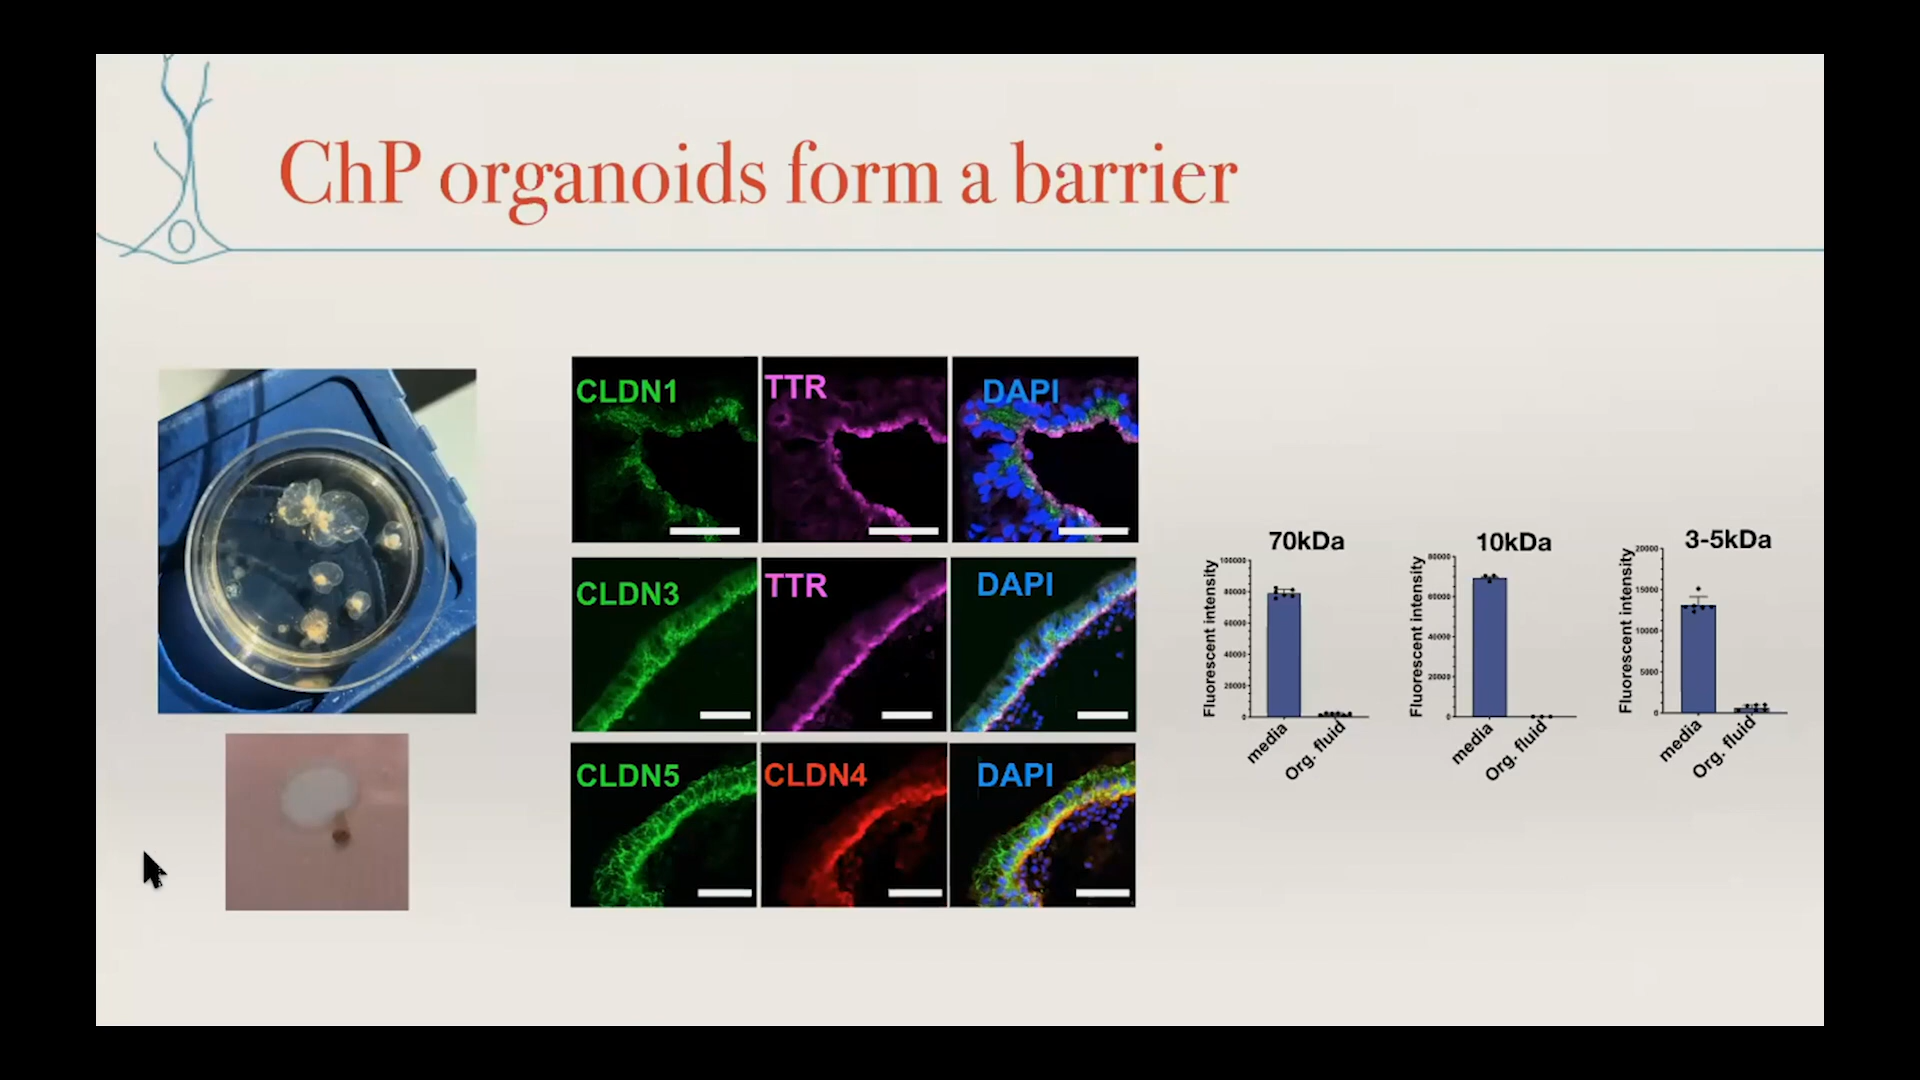 ChP organoids form a barrier
CLDN1
TTR
DAPI
CLDN3
TTR
DAPI
CLDN5
CLDN4
DAPI
70kDa
Fluorescent intensity
100000
80000
60000
40000
20000
0
media
Org. fluid
10kDa
Fluorescent intensity
80000
60000
40000
20000
0
media
Org. fluid
3-5kDa
Fluorescent intensity
20000
15000
10000
5000
0
media
Org. fluid